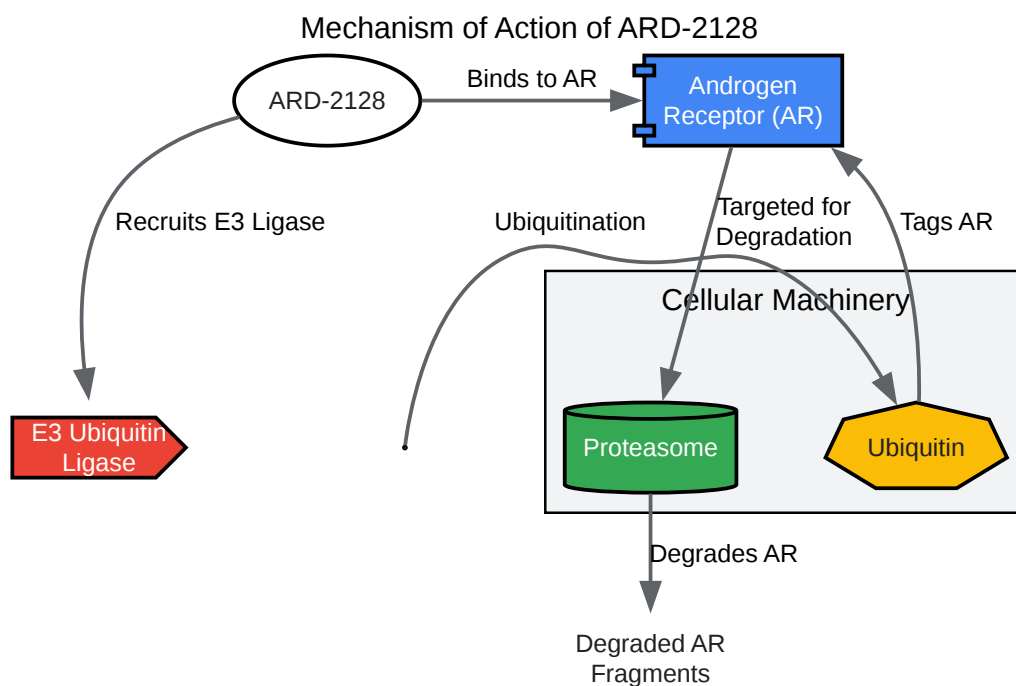 Mechanism of Action of ARD-2128
ARD-2128
Binds to AR
Androgen
Receptor (AR)
Recruits E3 Ligase
Ubiquitination
Targeted for
Degradation
Tags AR
Cellular Machinery
E3 Ubiquitin
Ligase
Proteasome
Ubiquitin
Degrades AR
Degraded AR
Fragments